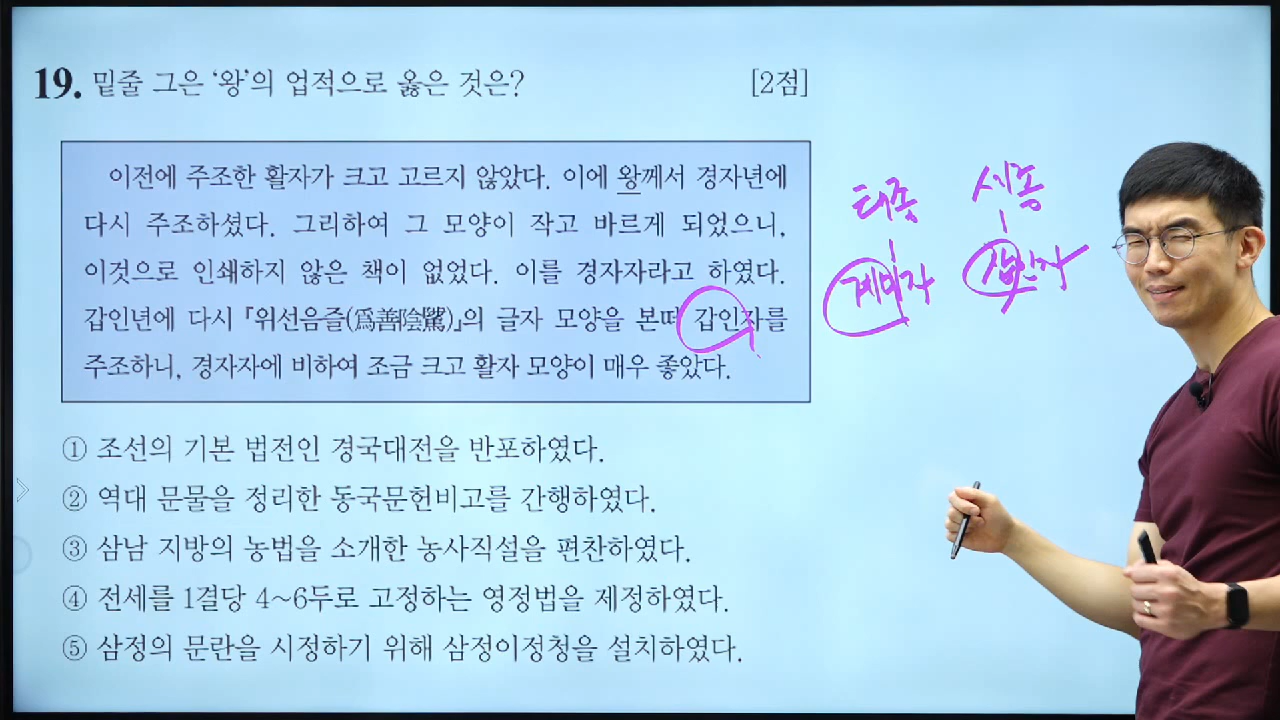 19. 밑줄 그은 '왕'의 업적으로 옳은 것은? [2점]
이전에 주조한 활자가 크고 고르지 않았다. 이에 왕께서 경자년에
다시 주조하셨다. 그리하여 그 모양이 작고 바르게 되었으니,
이것으로 인쇄하지 않은 책이 없었다. 이를 경자자라고 하였다.
갑인년에 다시 「위선음즐(爲善陰騭)」의 글자 모양을 본떠 갑인자를
주조하니, 경자자에 비하여 조금 크고 활자 모양이 매우 좋았다.
태종 세종
계미자 갑인자
① 조선의 기본 법전인 경국대전을 반포하였다.
② 역대 문물을 정리한 동국문헌비고를 간행하였다.
③ 삼남 지방의 농법을 소개한 농사직설을 편찬하였다.
④ 전세를 1결당 4~6두로 고정하는 영정법을 제정하였다.
⑤ 삼정의 문란을 시정하기 위해 삼정이정청을 설치하였다.